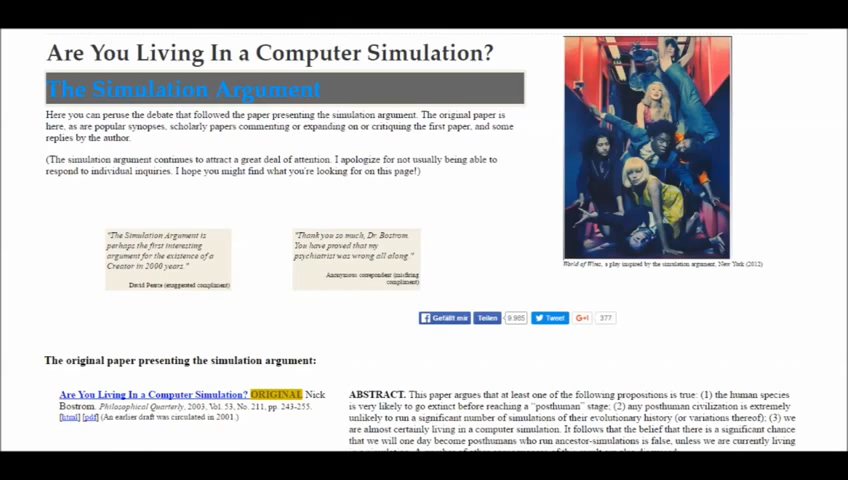 Are You Living In a Computer Simulation?
The Simulation Argument
Here you can peruse the debate that followed the paper presenting the simulation argument. The original paper is
here, as are popular synopses, scholarly papers commenting or expanding on or critiquing the first paper, and some
replies by the author.
(The simulation argument continues to attract a great deal of attention. I apologize for not usually being able to
respond to individual inquiries. I hope you might find what you're looking for on this page!)
"The Simulation Argument is
perhaps the first interesting
argument for the existence of a
Creator in 2000 years."
David Pearce (exaggerated compliment)
"Thank you so much, Dr. Bostrom.
You have proved that my
psychiatrist was wrong all along."
Anonymous correspondent (misfiring
compliment)
World of Wires, a play inspired by the simulation argument, New York (2012)
Gefällt mir
Teilen
9.985
Tweet
G+
377
The original paper presenting the simulation argument:
Are You Living In a Computer Simulation? ORIGINAL Nick
Bostrom. Philosophical Quarterly, 2003, Vol. 53, No. 211, pp. 243-255.
[html] [pdf] (An earlier draft was circulated in 2001.)
ABSTRACT. This paper argues that at least one of the following propositions is true: (1) the human species
is very likely to go extinct before reaching a "posthuman" stage; (2) any posthuman civilization is extremely
unlikely to run a significant number of simulations of their evolutionary history (or variations thereof); (3) we
are almost certainly living in a computer simulation. It follows that the belief that there is a significant chance
that we will one day become posthumans who run ancestor-simulations is false, unless we are currently living